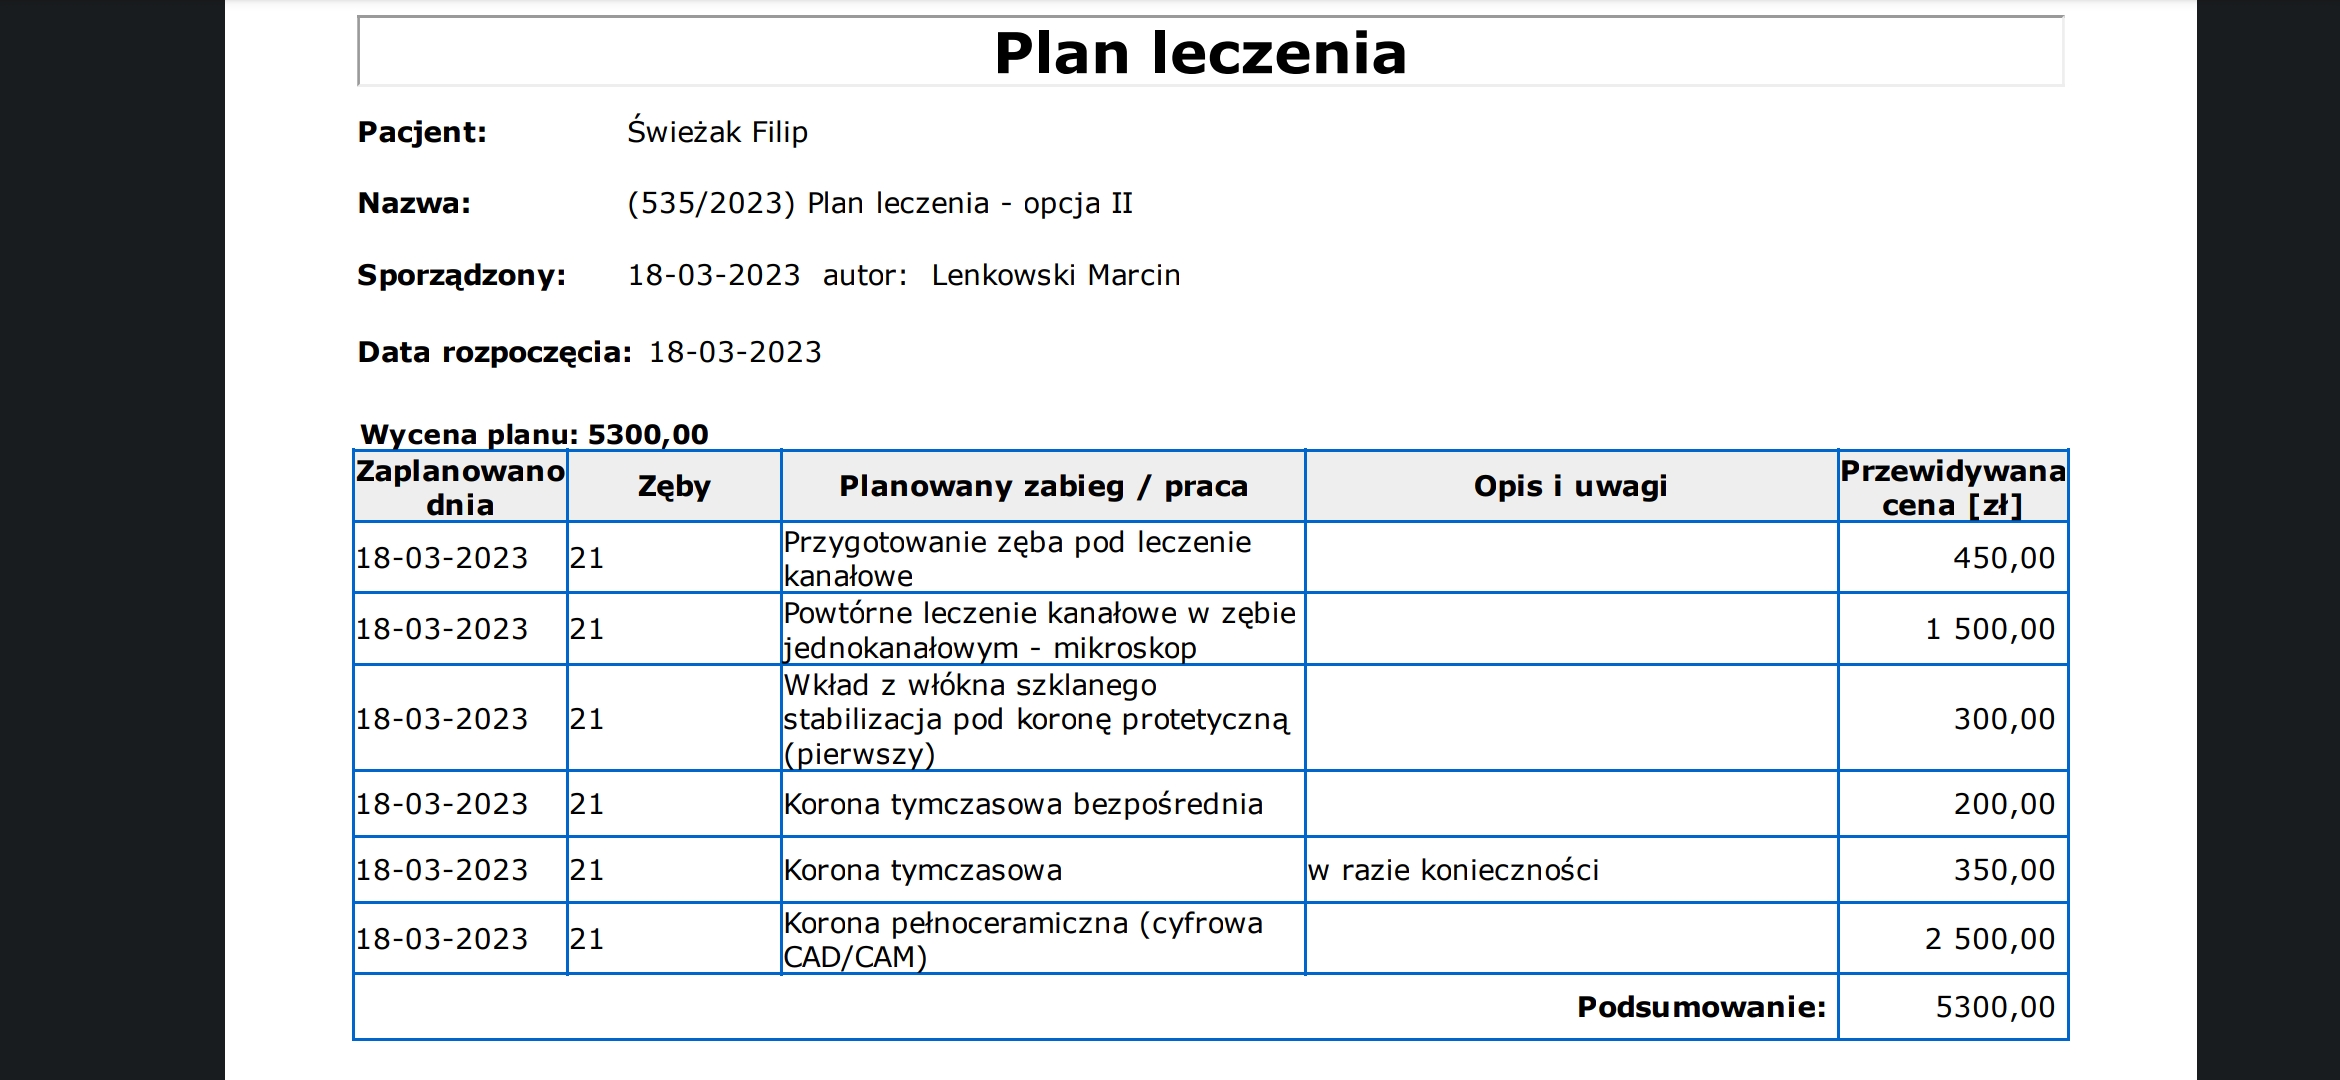 Plan leczenia
Pacjent: Świeżak Filip
Nazwa: (535/2023) Plan leczenia - opcja II
Sporządzony: 18-03-2023 autor: Lenkowski Marcin
Data rozpoczęcia: 18-03-2023
Wycena planu: 5300,00
Zaplanowano dnia Zęby Planowany zabieg / praca Opis i uwagi Przewidywana cena [zł]
18-03-2023 21 Przygotowanie zęba pod leczenie kanałowe 450,00
18-03-2023 21 Powtórne leczenie kanałowe w zębie jednokanałowym - mikroskop 1 500,00
18-03-2023 21 Wkład z włókna szklanego stabilizacja pod koronę protetyczną (pierwszy) 300,00
18-03-2023 21 Korona tymczasowa bezpośrednia 200,00
18-03-2023 21 Korona tymczasowa w razie konieczności 350,00
18-03-2023 21 Korona pełnoceramiczna (cyfrowa CAD/CAM) 2 500,00
Podsumowanie: 5300,00